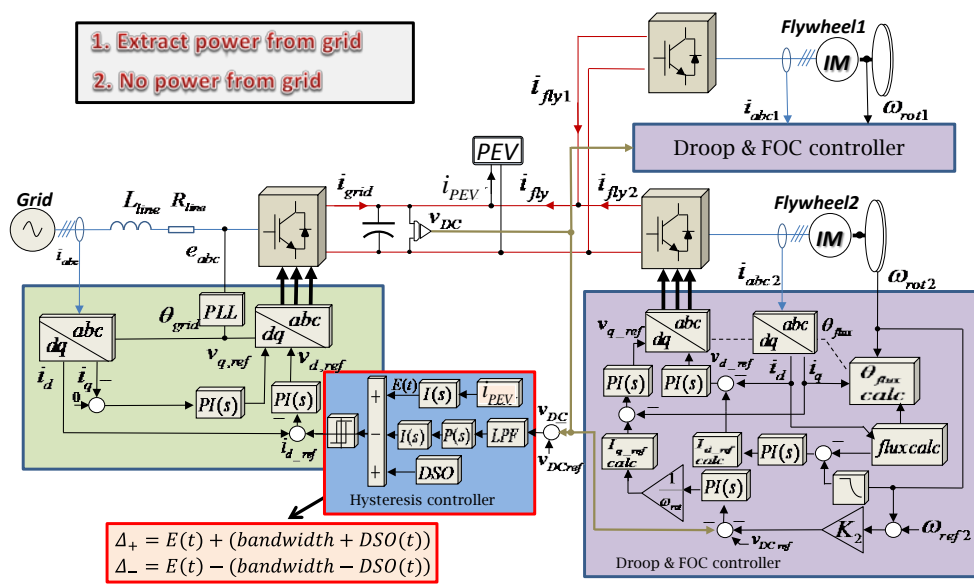 1. Extract power from grid
2. No power from grid
Flywheel1
IM
i_fly1
i_abc1
ω_rot1
Droop & FOC controller
PEV
Grid
L_line
R_line
i_grid
i_PEV
i_fly
i_fly2
v_DC
Flywheel2
IM
i_abc
e_abc
i_abc2
ω_rot2
θ_grid
PLL
abc
dq
abc
dq
v_q,ref
v_d,ref
i_d
i_q
–
0
PI(s)
PI(s)
–
i_d_ref
E(t)
I(s)
i_PEV
+
–
+
I(s)
P(s)
LPF
DSO
Hysteresis controller
v_DC
–
v_DCref
v_q_ref
abc
dq
abc
dq
θ_flux
v_d_ref
i_d
i_q
PI(s)
PI(s)
–
–
θ_flux
calc
I_q_ref
calc
I_d_ref
calc
PI(s)
–
flux calc
1
ω_rot
PI(s)
–
–
v_DCref
K_2
–
ω_ref2
Droop & FOC controller
Δ₊ = E(t) + (bandwidth + DSO(t))
Δ₋ = E(t) − (bandwidth − DSO(t))